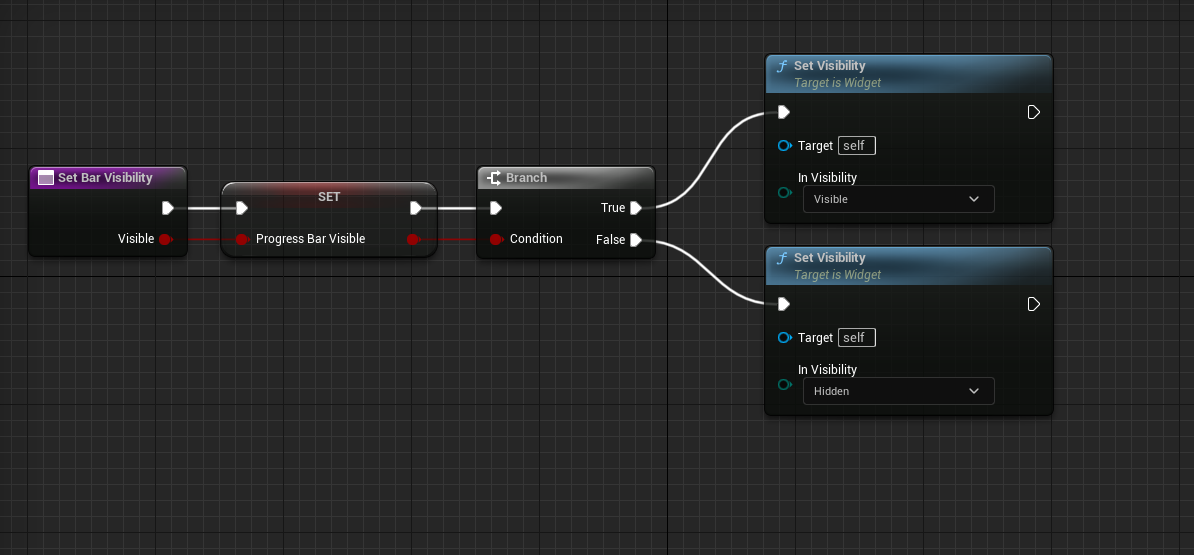 Set Bar Visibility
Visible
SET
Progress Bar Visible
Branch
True
Condition
False
f Set Visibility
Target is Widget
Target self
In Visibility
Visible
f Set Visibility
Target is Widget
Target self
In Visibility
Hidden